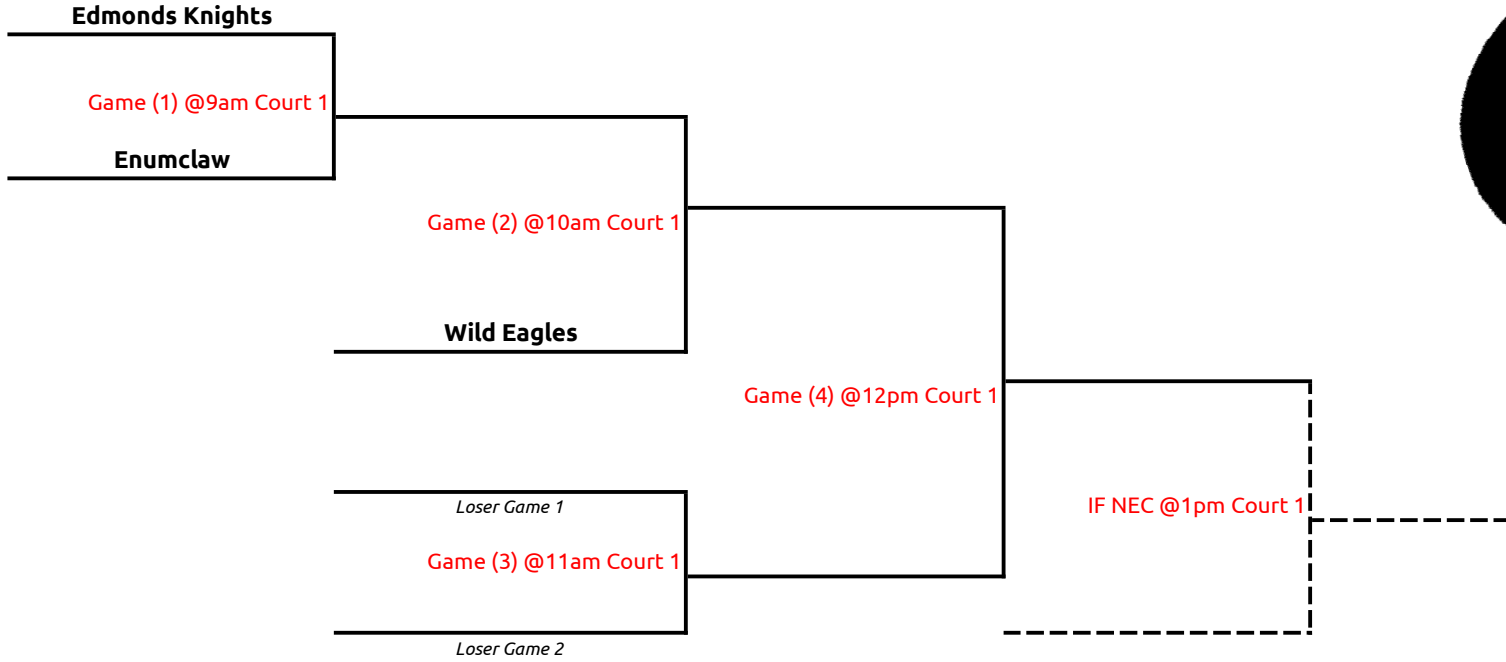 Edmonds Knights
Game (1) @9am Court 1
Enumclaw
Game (2) @10am Court 1
Wild Eagles
Game (4) @12pm Court 1
Loser Game 1
IF NEC @1pm Court 1
Game (3) @11am Court 1
Loser Game 2